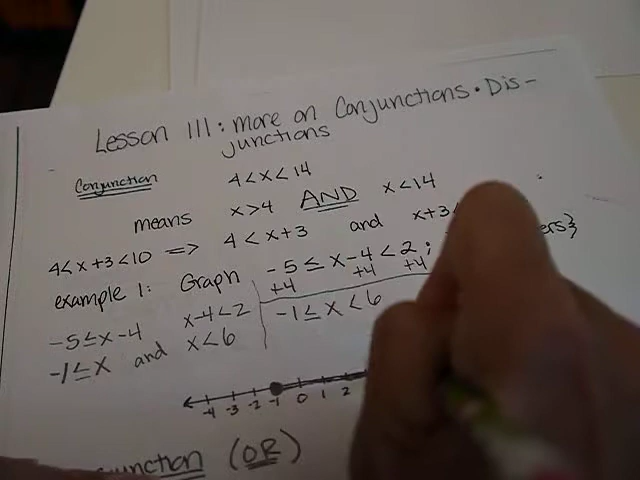 Lesson 111: more on Conjunctions • Dis-
junctions
Conjunction 4<x<14
means x>4 AND x<14
4<x+3<10 => 4<x+3 and x+3<
example 1: Graph -5≤x-4<2; ers}
+4 +4 +4
-5≤x-4 x-4<2 -1≤x<6
-1≤x and x<6
-4 -3 -2 -1 0 1 2
unction (OR)